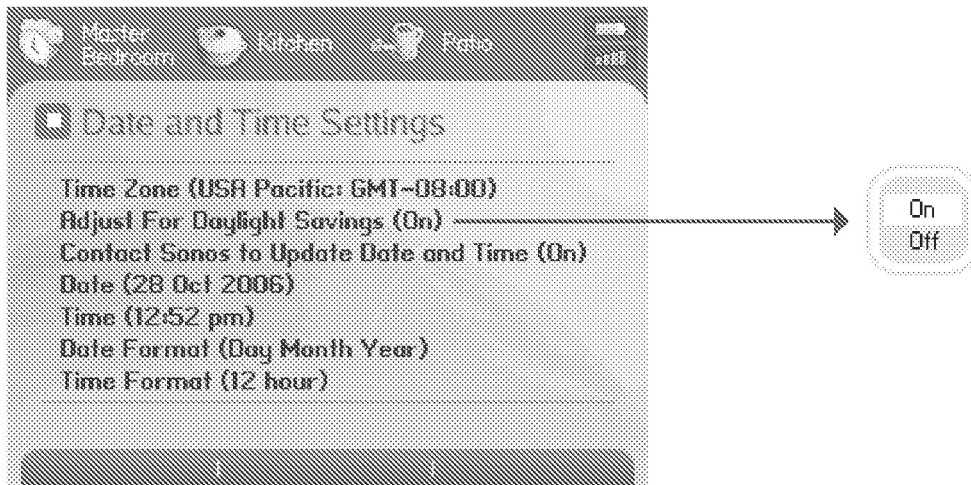 Master
Bedroom
Kitchen
Patio
Date and Time Settings
Time Zone (USA Pacific: GMT-08:00)
Adjust For Daylight Savings (On)
Contact Sonos to Update Date and Time (On)
Date (28 Oct 2006)
Time (12:52 pm)
Date Format (Day Month Year)
Time Format (12 hour)
On
Off